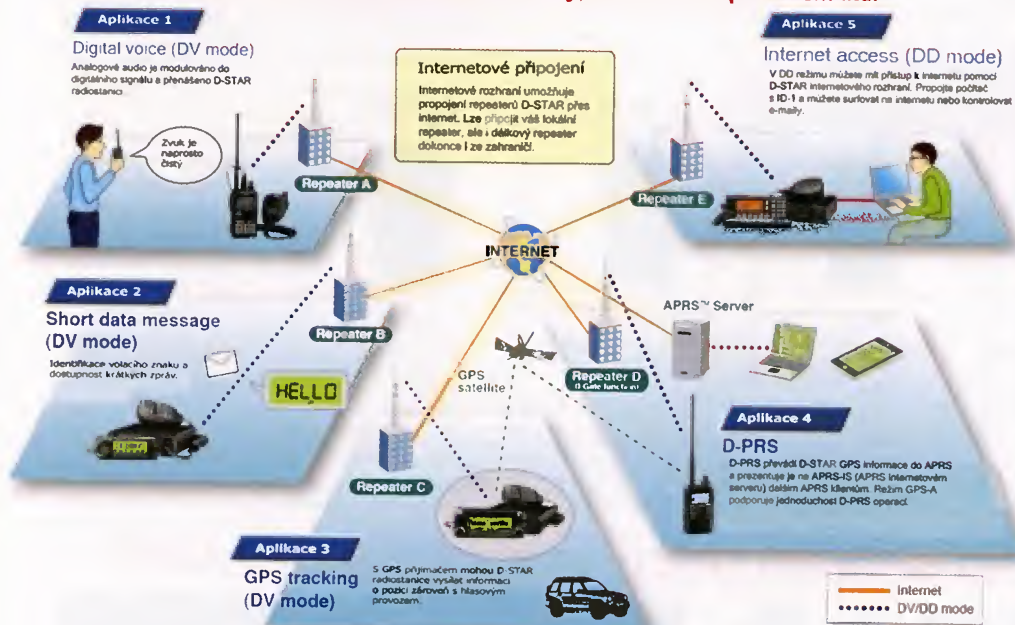 Aplikace 1
Digital voice (DV mode)
Analogové audio je modulováno do
digitálního signálu a přenášeno D-STAR
radiostanicí.
Zvuk je
naprosto
čistý
Repeater A
Internetové připojení
Internetové rozhraní umožňuje
propojení repeaterů D-STAR přes
internet. Lze připojit váš lokální
repeater, ale i dálkový repeater
dokonce i ze zahraničí.
Aplikace 5
Internet access (DD mode)
V DD režimu můžete mít přístup k internetu pomocí
D-STAR internetového rozhraní. Propojte počítač
s ID-1 a mužete surfovat na internetu nebo kontrolovat
e-maily.
Repeater E
INTERNET
Aplikace 2
Short data message
(DV mode)
Identifikace volacího znaku a
dostupnost krátkých zpráv.
HELLO
Repeater B
GPS
satellite
Repeater C
Repeater D
(I Gate function)
APRS™ Server
Aplikace 4
D-PRS
D-PRS převádí D-STAR GPS informace do APRS
a prezentuje je na APRS-IS (APRS Internetovém
serveru) dalším APRS klientům. Režim GPS-A
podporuje jednoduchost D-PRS operací.
Aplikace 3
GPS tracking
(DV mode)
S GPS přijímačem mohou D-STAR
radiostanice vysílat informaci
o pozici zároveň s hlasovým
provozem.
Internet
DV/DD mode